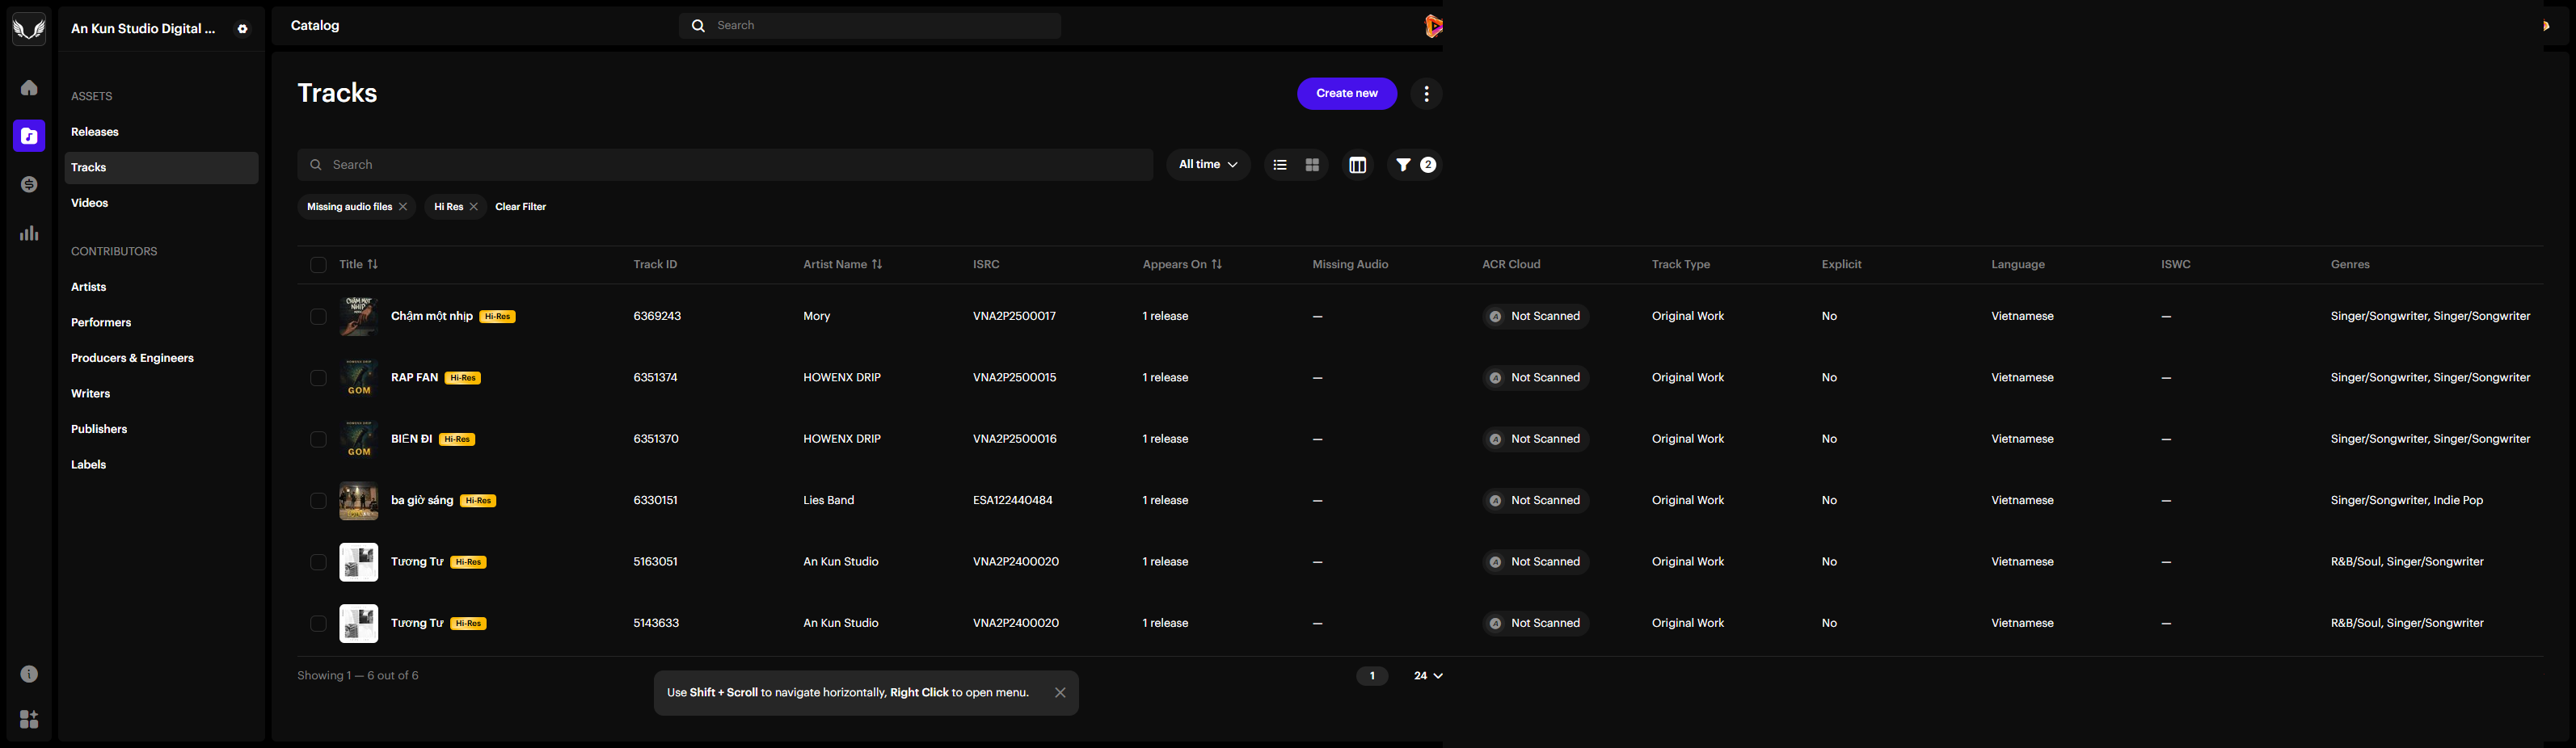 An Kun Studio Digital ...
Catalog
Search
ASSETS
Releases
Tracks
Videos
CONTRIBUTORS
Artists
Performers
Producers & Engineers
Writers
Publishers
Labels
Tracks
Create new
Search
All time
2
Missing audio files
Hi Res
Clear Filter
Title Track ID Artist Name ISRC Appears On Missing Audio ACR Cloud Track Type Explicit Language ISWC Genres
Chậm một nhịp Hi-Res 6369243 Mory VNA2P2500017 1 release — Not Scanned Original Work No Vietnamese — Singer/Songwriter, Singer/Songwriter
RAP FAN Hi-Res 6351374 HOWENX DRIP VNA2P2500015 1 release — Not Scanned Original Work No Vietnamese — Singer/Songwriter, Singer/Songwriter
GOM
BIẾN ĐI Hi-Res 6351370 HOWENX DRIP VNA2P2500016 1 release — Not Scanned Original Work No Vietnamese — Singer/Songwriter, Singer/Songwriter
GOM
ba giờ sáng Hi-Res 6330151 Lies Band ESA122440484 1 release — Not Scanned Original Work No Vietnamese — Singer/Songwriter, Indie Pop
Tương Tư Hi-Res 5163051 An Kun Studio VNA2P2400020 1 release — Not Scanned Original Work No Vietnamese — R&B/Soul, Singer/Songwriter
Tương Tư Hi-Res 5143633 An Kun Studio VNA2P2400020 1 release — Not Scanned Original Work No Vietnamese — R&B/Soul, Singer/Songwriter
Showing 1 — 6 out of 6
1
24
Use Shift + Scroll to navigate horizontally, Right Click to open menu.